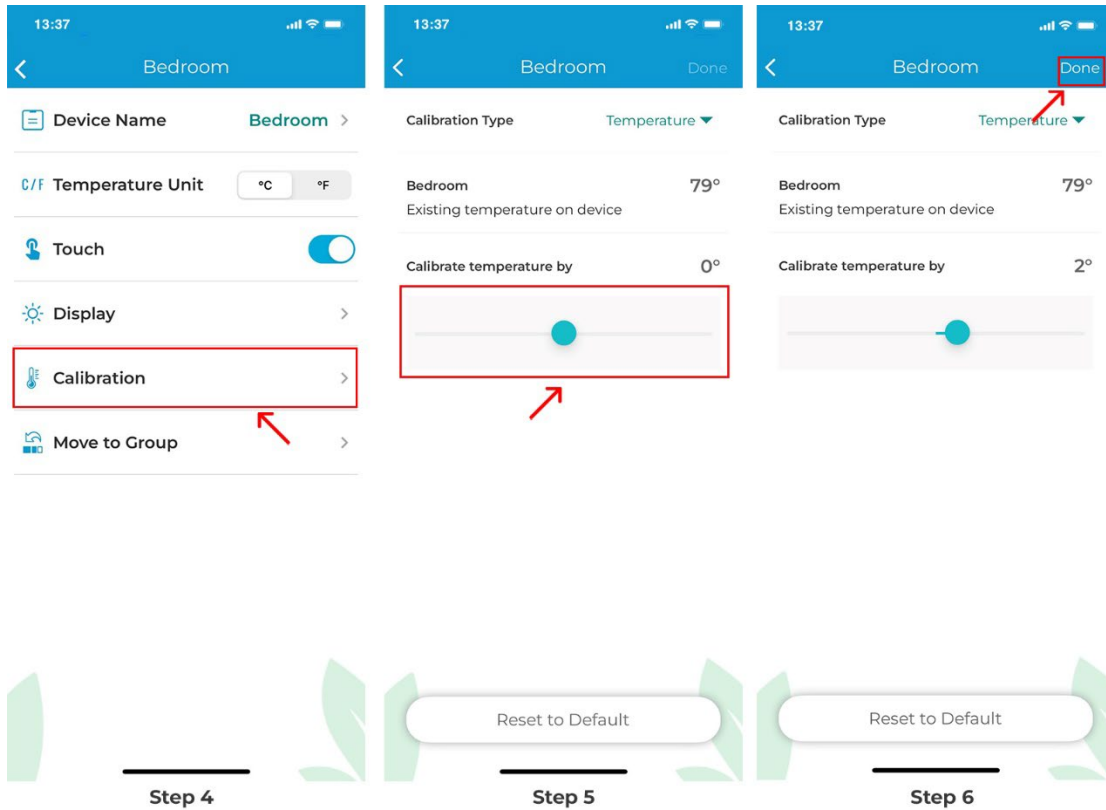 13:37
Bedroom
Device Name Bedroom
C/F Temperature Unit °C °F
Touch
Display
Calibration
Move to Group
Step 4
13:37
Bedroom Done
Calibration Type Temperature
Bedroom 79°
Existing temperature on device
Calibrate temperature by 0°
Reset to Default
Step 5
13:37
Bedroom Done
Calibration Type Temperature
Bedroom 79°
Existing temperature on device
Calibrate temperature by 2°
Reset to Default
Step 6